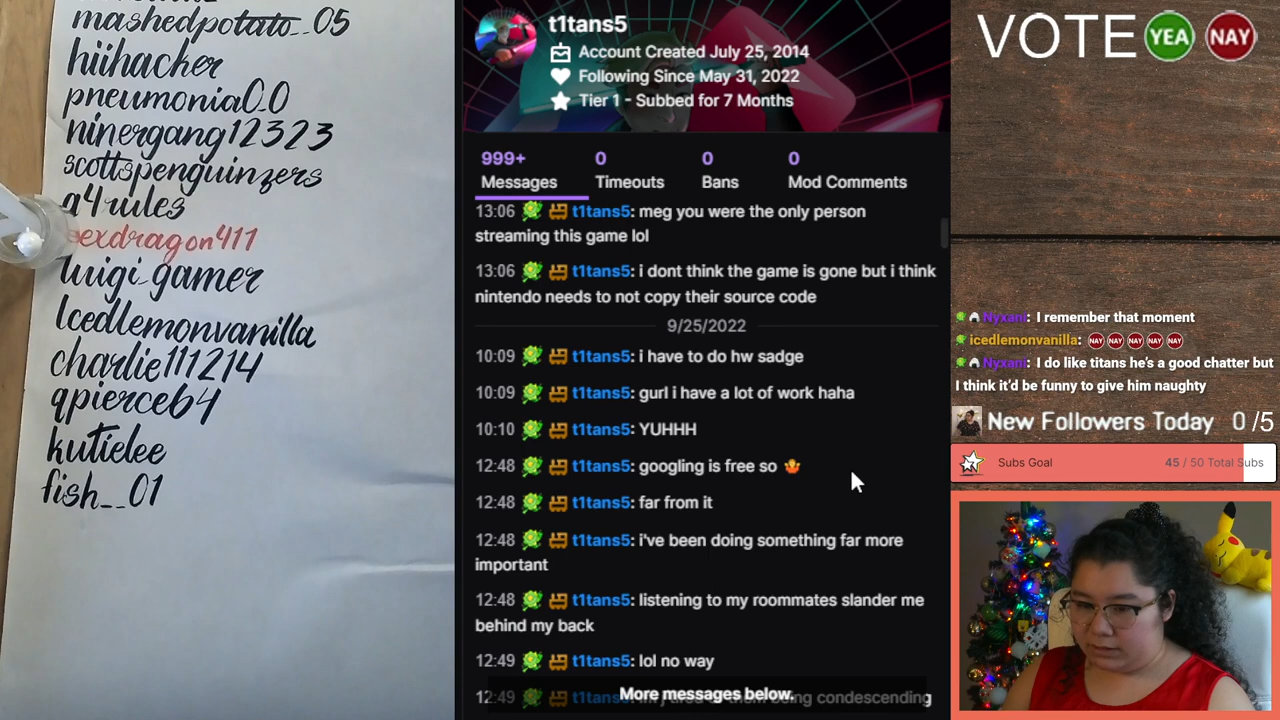 mashedpotato__05
hiihacker
pneumonia0_0
ninergang12323
scottspenguinzers
a4rules
sexdragon411
luigi_gamer
Icedlemonvanilla
charlie111214
qpierce64
kutielee
fish__01
t1tans5
Account Created July 25, 2014
Following Since May 31, 2022
Tier 1 - Subbed for 7 Months
999+ 0 0 0
Messages Timeouts Bans Mod Comments
13:06 t1tans5: meg you were the only person
streaming this game lol
13:06 t1tans5: i dont think the game is gone but i think
nintendo needs to not copy their source code
9/25/2022
10:09 t1tans5: i have to do hw sadge
10:09 t1tans5: gurl i have a lot of work haha
10:10 t1tans5: YUHHH
12:48 t1tans5: googling is free so
12:48 t1tans5: far from it
12:48 t1tans5: i've been doing something far more
important
12:48 t1tans5: listening to my roommates slander me
behind my back
12:49 t1tans5: lol no way
being condescending
More messages below.
VOTE YEA NAY
Nyxani: I remember that moment
icedlemonvanilla: NAY NAY NAY NAY NAY
Nyxani: I do like titans he's a good chatter but
I think it'd be funny to give him naughty
New Followers Today 0 /5
Subs Goal 45 / 50 Total Subs